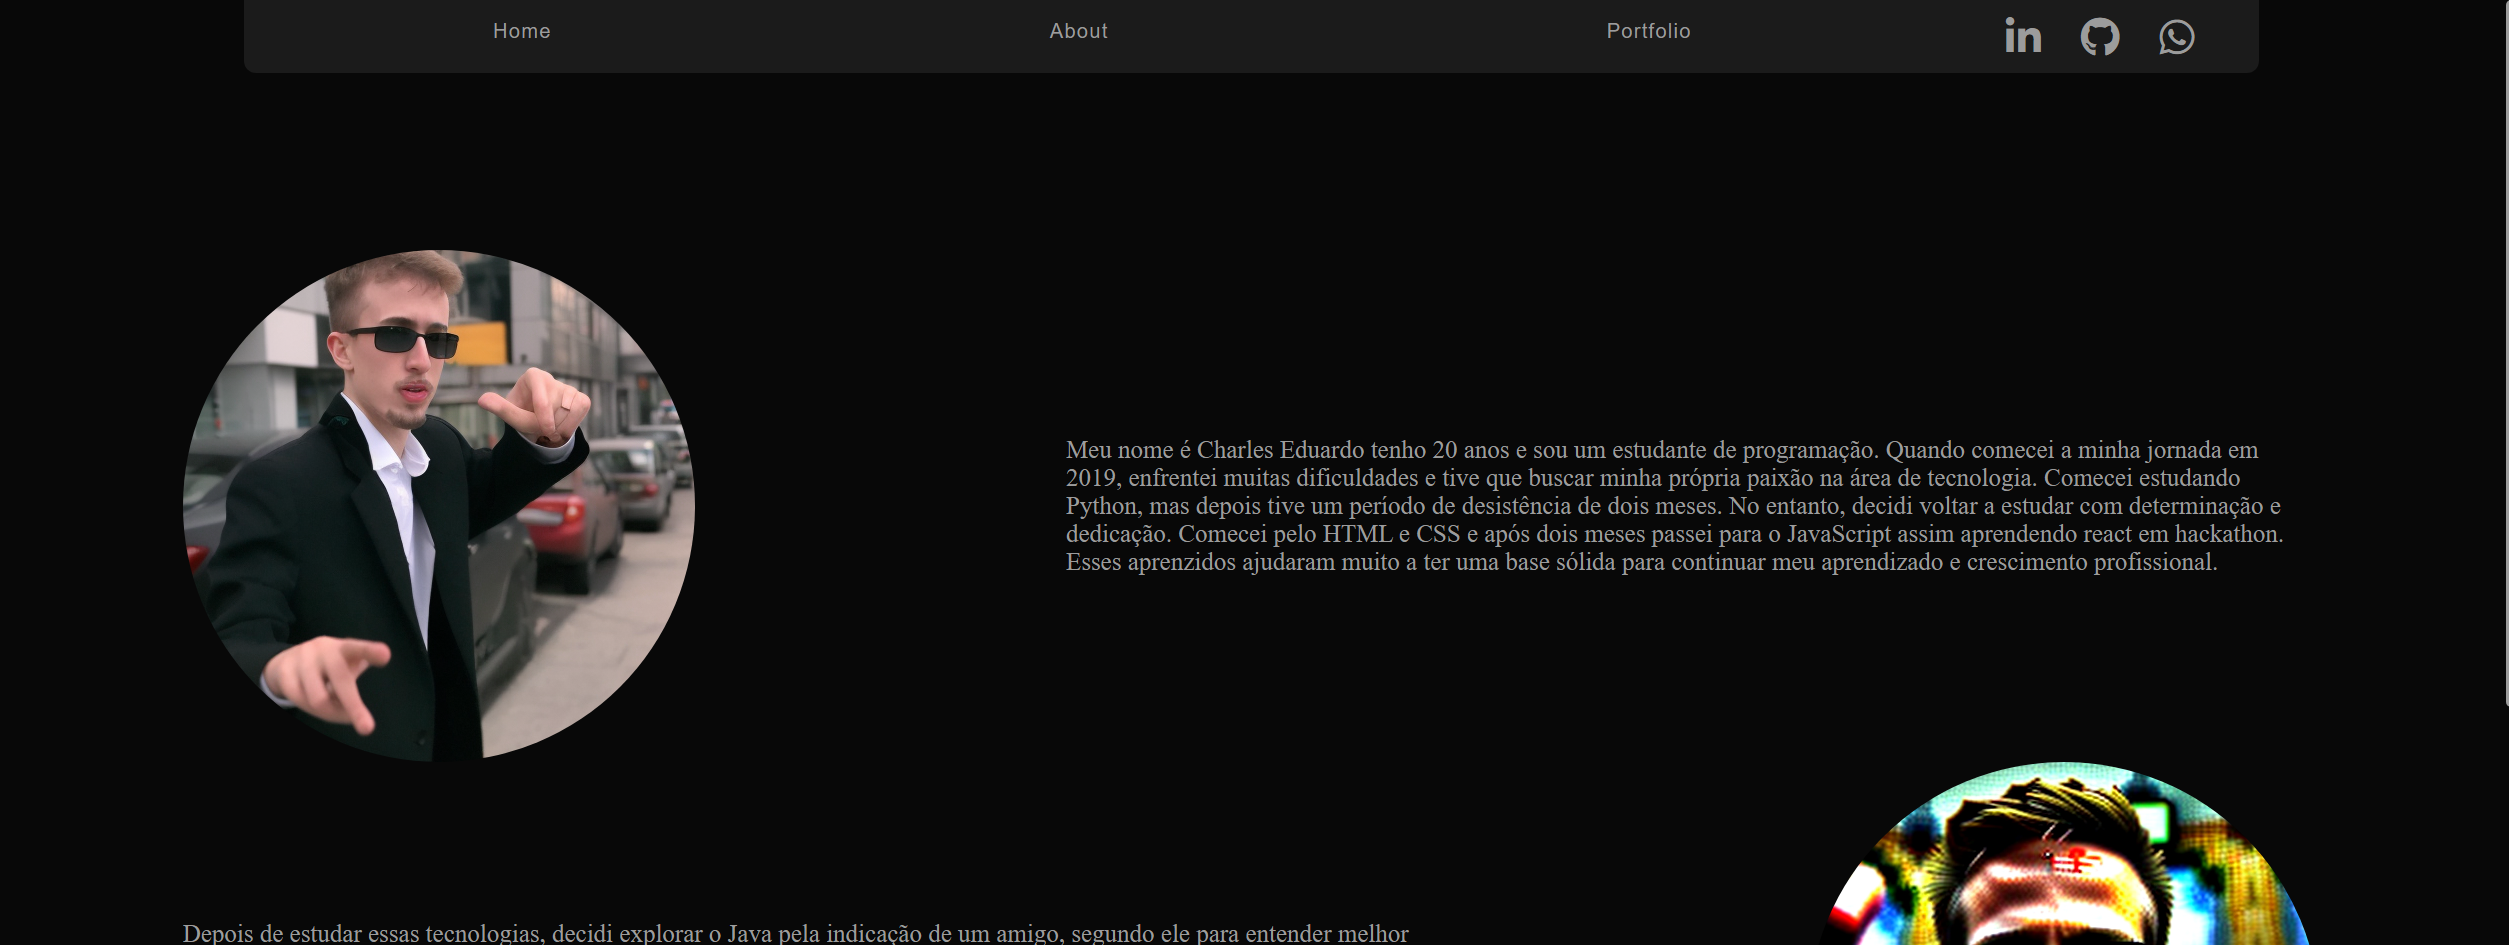 Home
About
Portfolio
in
Meu nome é Charles Eduardo tenho 20 anos e sou um estudante de programação. Quando comecei a minha jornada em
2019, enfrentei muitas dificuldades e tive que buscar minha própria paixão na área de tecnologia. Comecei estudando
Python, mas depois tive um período de desistência de dois meses. No entanto, decidi voltar a estudar com determinação e
dedicação. Comecei pelo HTML e CSS e após dois meses passei para o JavaScript assim aprendendo react em hackathon.
Esses aprenzidos ajudaram muito a ter uma base sólida para continuar meu aprendizado e crescimento profissional.
Depois de estudar essas tecnologias, decidi explorar o Java pela indicação de um amigo, segundo ele para entender melhor